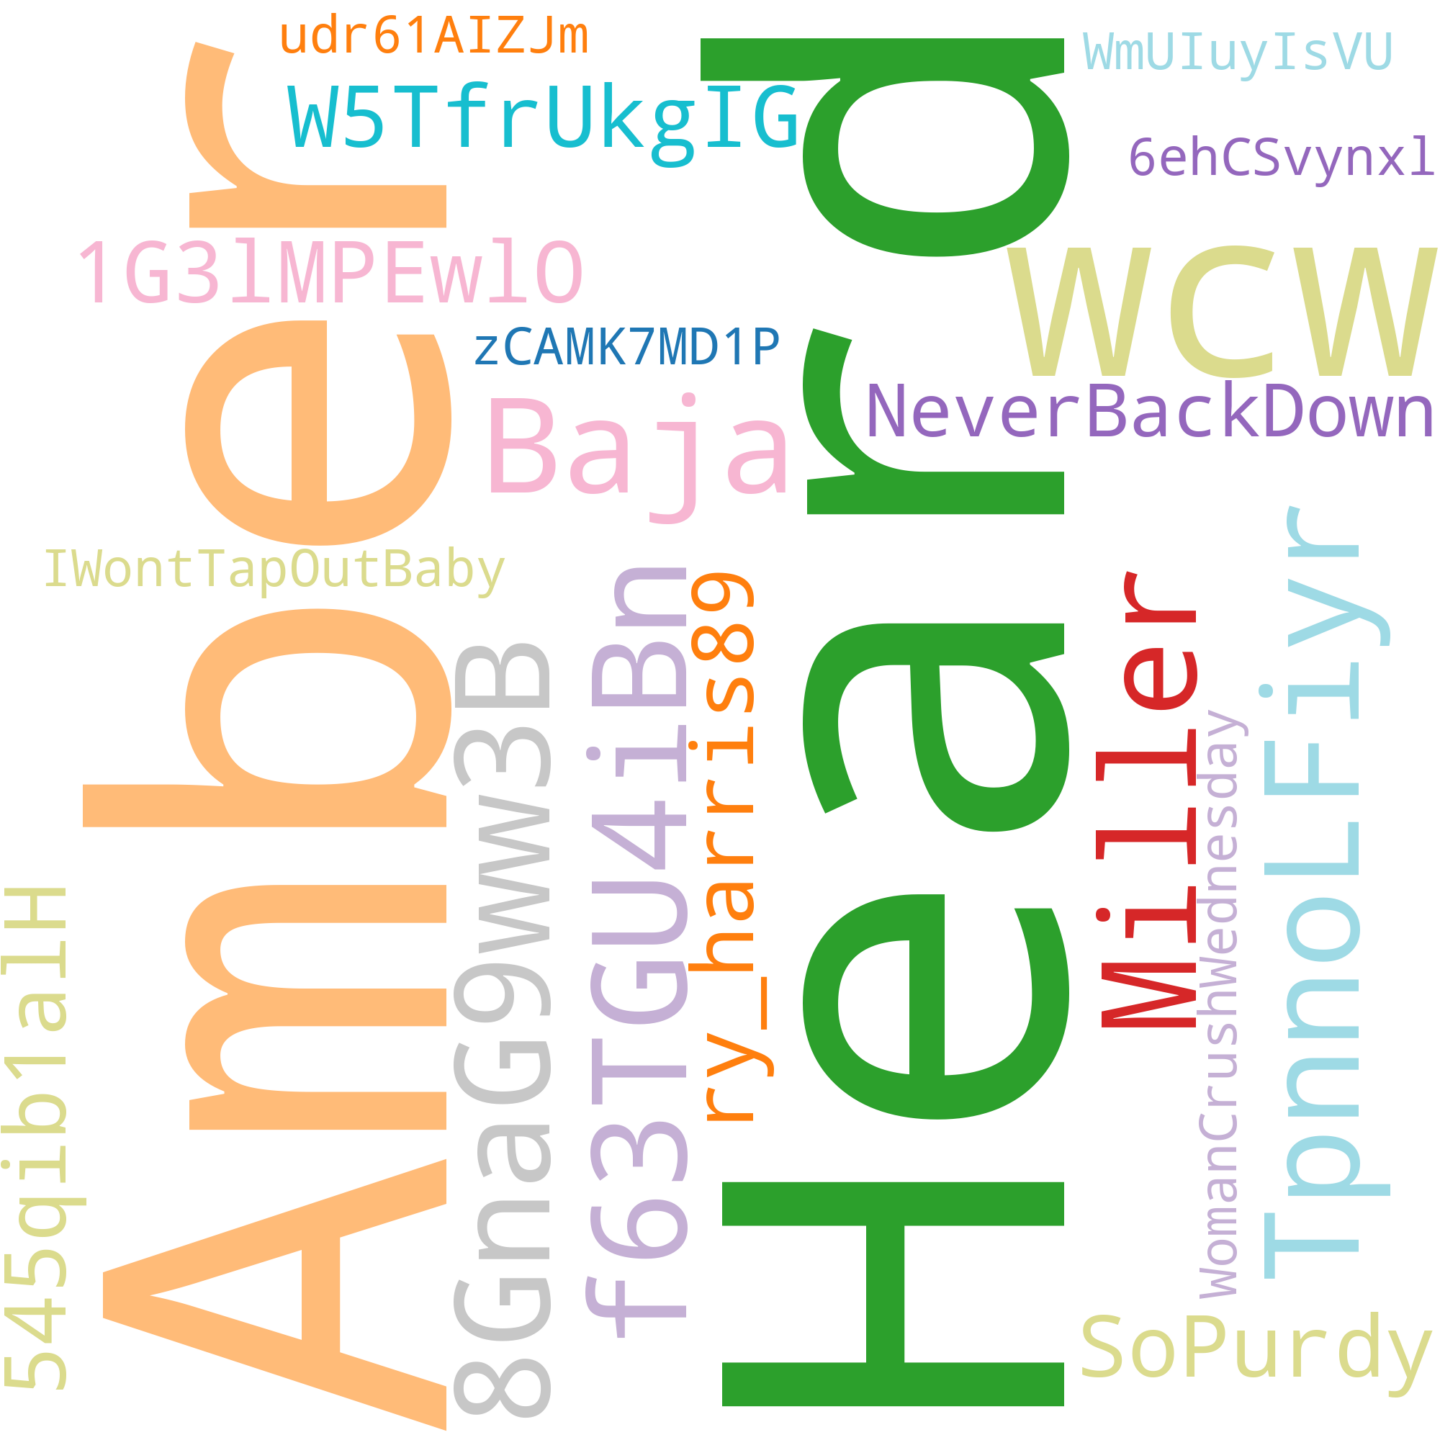 udr61AIZJm
WmUIuyIsVU
W5TfrUkgIG
6ehCSvynxl
1G3lMPEwlO
WCW
zCAMK7MD1P
NeverBackDown
Baja
IWontTapOutBaby
Amber
Heard
8GnaG9ww3B
f63TGU4iBn
ry_harris89
Miller
WomanCrushWednesday
TpnnoLFiyr
545qib1alH
SoPurdy